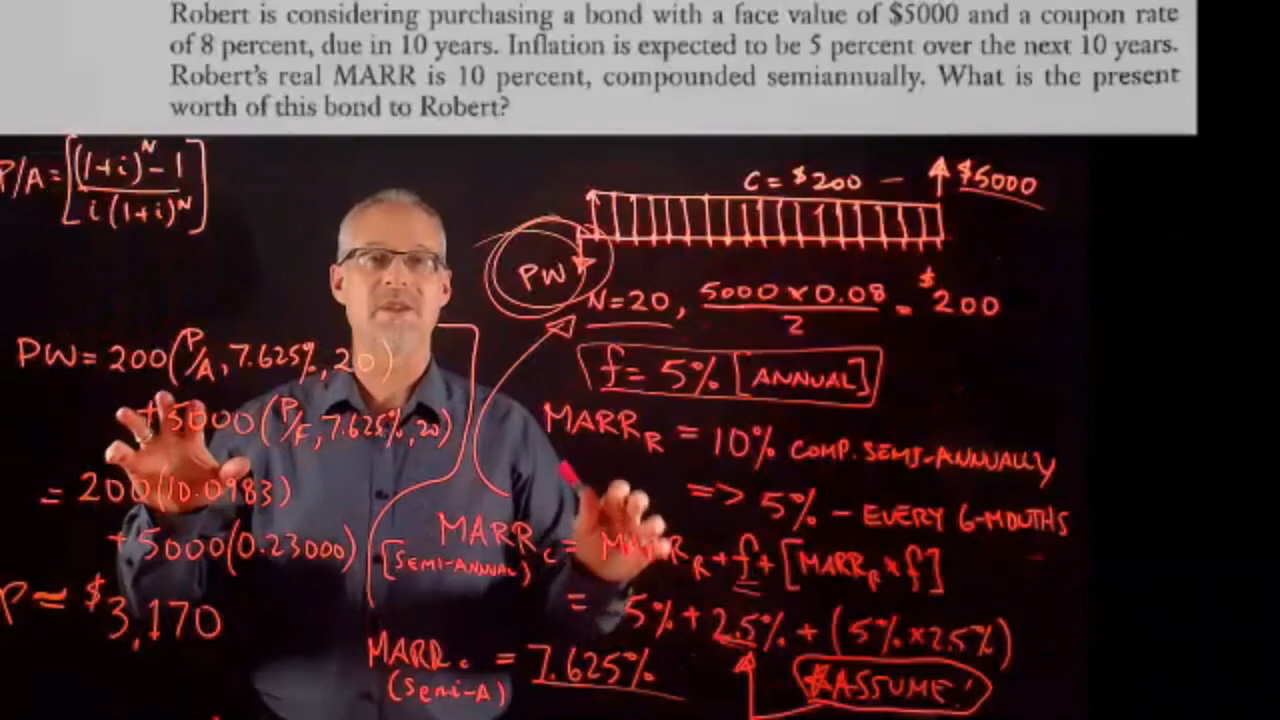 Robert is considering purchasing a bond with a face value of $5000 and a coupon rate
of 8 percent, due in 10 years. Inflation is expected to be 5 percent over the next 10 years.
Robert's real MARR is 10 percent, compounded semiannually. What is the present
worth of this bond to Robert?
P/A = [(1+i)^N - 1 / i(1+i)^N]
C = $200 — $5000
PW
N=20, 5000 x 0.08 / 2 = $200
f = 5% [ANNUAL]
MARR_R = 10% COMP. SEMI-ANNUALLY
=> 5% – EVERY 6-MONTHS
MARR_C = MARR_R + f + [MARR_R x f]
[SEMI-ANNUAL]
= 5% + 2.5% + (5% x 2.5%)
*ASSUME!
MARR_C = 7.625%
(SEMI-A)
PW = 200(P/A, 7.625%, 20)
+ 5000(P/F, 7.625%, 20)
= 200(10.0983)
+ 5000(0.23000)
P ≈ $3,170